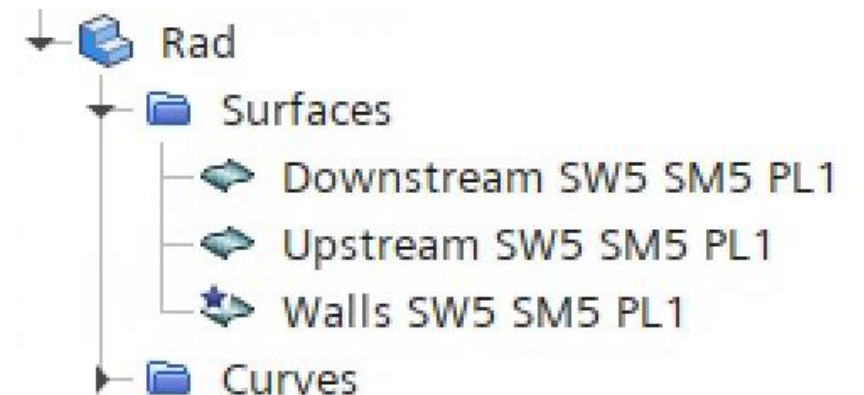 Rad
Surfaces
Downstream SW5 SM5 PL1
Upstream SW5 SM5 PL1
Walls SW5 SM5 PL1
Curves